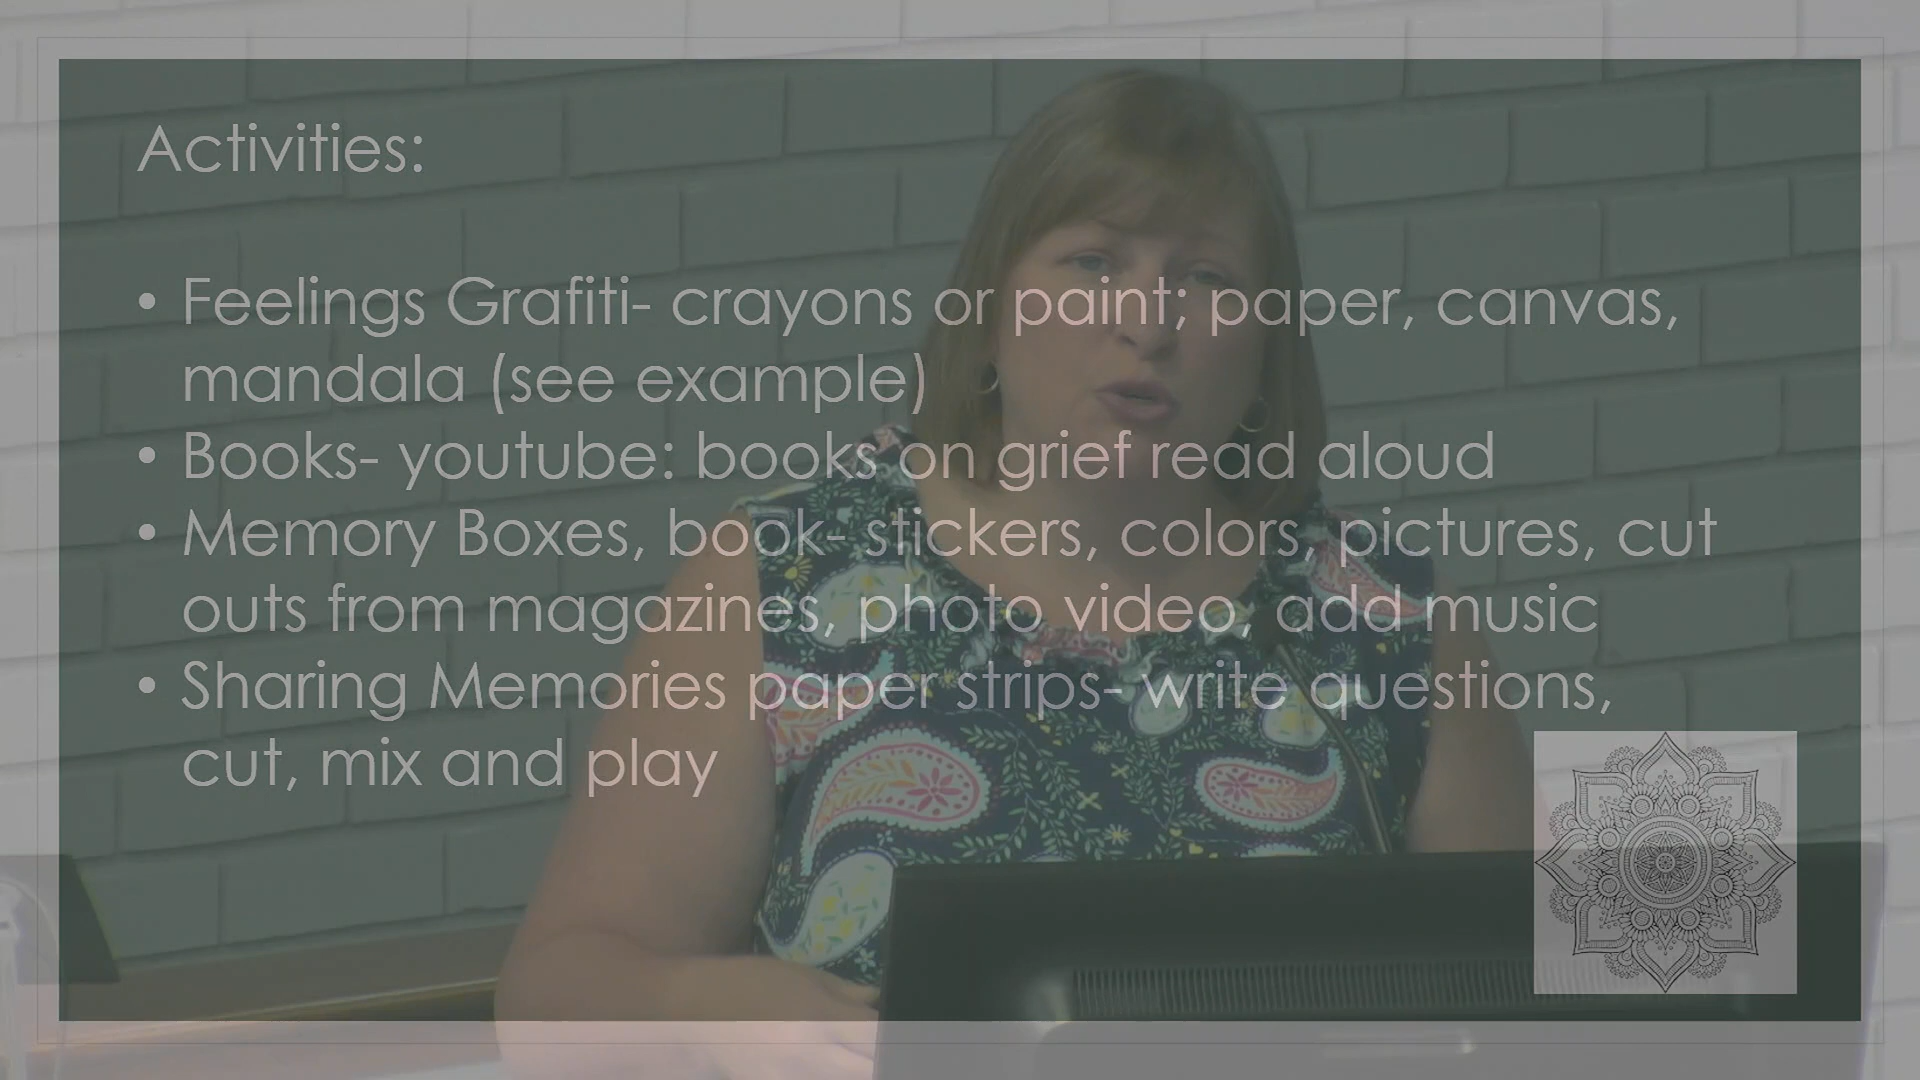 Activities:
• Feelings Grafiti- crayons or paint; paper, canvas,
mandala (see example)
• Books- youtube: books on grief read aloud
• Memory Boxes, book- stickers, colors, pictures, cut
outs from magazines, photo video, add music
• Sharing Memories paper strips- write questions,
cut, mix and play